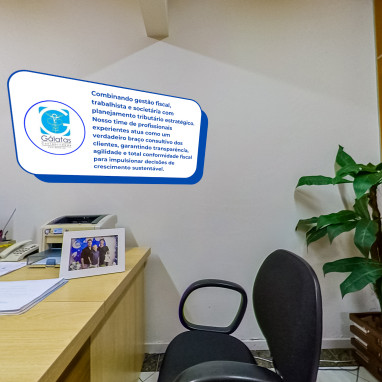 Gálatas
Combinando gestão fiscal,
trabalhista e societária com
planejamento tributário estratégico.
Nosso time de profissionais
experientes atua como um
verdadeiro braço consultivo dos
clientes, garantindo transparência,
agilidade e total conformidade fiscal
para impulsionar decisões de
crescimento sustentável.